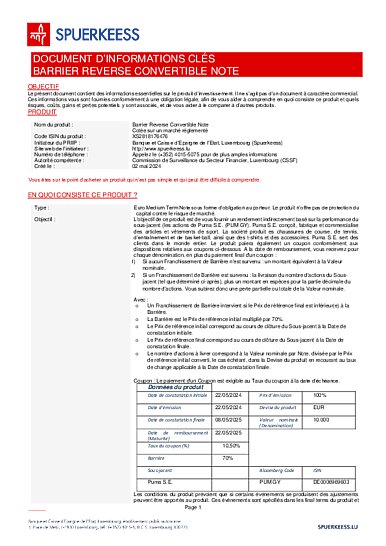 SPUERKEESS
DOCUMENT D'INFORMATIONS CLÉS
BARRIER REVERSE CONVERTIBLE NOTE
OBJECTIF
Le présent document contient des informations essentielles sur le produit d'investissement. Il ne s'agit pas d'un document à caractère commercial.
Ces informations vous sont fournies conformément à une obligation légale, afin de vous aider à comprendre en quoi consiste ce produit et quels
risques, coûts, gains et pertes potentiels y sont associés, et de vous aider à le comparer à d'autres produits.
PRODUIT
Nom du produit : Barrier Reverse Convertible Note
Cotée sur un marché réglementé
Code ISIN du produit : XS2818176476
Initiateur du PRIIP : Banque et Caisse d'Epargne de l'Etat, Luxembourg (Spuerkeess)
Site web de l'initiateur : http://www.spuerkeess.lu
Numéro de téléphone : Appelez le (+352) 4015-5075 pour de plus amples informations
Autorité compétente : Commission de Surveillance du Secteur Financier, Luxembourg (CSSF)
Créé le : 02 mai 2024
Vous êtes sur le point d'acheter un produit qui n'est pas simple et qui peut être difficile à comprendre.
EN QUOI CONSISTE CE PRODUIT ?
Type : Euro Medium Term Note sous forme d'obligation au porteur. Le produit n'offre pas de protection du
capital contre le risque de marché.
Objectif : L'objectif de ce produit est de vous fournir un rendement indirectement basé sur la performance du
sous-jacent (les actions de Puma S.E. (PUM GY). Puma S.E. conçoit, fabrique et commercialise
des articles et vêtements de sport. La société produit es chaussures de course, de tennis,
d'entraînement et de basket-ball, ainsi que des t-shirts et des accessoires. Puma S.E. sert des
clients dans le monde entier. Le produit paiera également un coupon conformément aux
dispositions relatives aux coupons ci-dessous. A la date de remboursement, vous recevrez pour
chaque dénomination, en plus du paiement final d'un coupon :
1) Si aucun Franchissement de Barrière n'est survenu : un montant équivalent à la Valeur
nominale.
2) Si un Franchissement de Barrière est survenu : la livraison du nombre d'actions du Sous-
jacent (tel que déterminé ci-après), plus un montant en espèces pour la partie décimale du
nombre d'actions. Vous subirez donc une perte partielle ou totale de la Valeur nominale.
Avec :
o Un Franchissement de Barrière intervient si le Prix de référence final est inférieur(e) à la
Barrière.
o La Barrière est le Prix de référence initial multiplié par 70%.
o Le Prix de référence initial correspond au cours de clôture du Sous-jacent à la Date de
constatation initiale.
o Le Prix de référence final correspond au cours de clôture du Sous-jacent à la Date de
constatation finale.
o Le nombre d'actions à livrer correspond à la Valeur nominale par Note, divisée par le Prix
de référence initial converti, le cas échéant, dans la Devise du produit en recourant au taux
de change applicable à la Date de constatation finale.
Coupon : Le paiement d'un Coupon est exigible au Taux du coupon à la date d'échéance.
Données du produit
Date de constatation initiale 22/05/2024 Prix d'émission 100%
Date d'émission 22/05/2024 Devise du produit EUR
Date de constatation finale 08/05/2025 Valeur nominale (Denomination) 10.000
Date de remboursement (Maturité) 22/05/2025
Taux du coupon (%) 10,50%
Barrière 70%
Sous jacent Bloomberg Code ISIN
Puma S.E. PUM GY DE0006969603
Les conditions du produit prévoient que si certains évènements se produisent des ajustements
peuvent être apportés au produit. Ces évènements sont spécifiés dans les final terms du produit et
Page 1
SPUERKEESS.LU